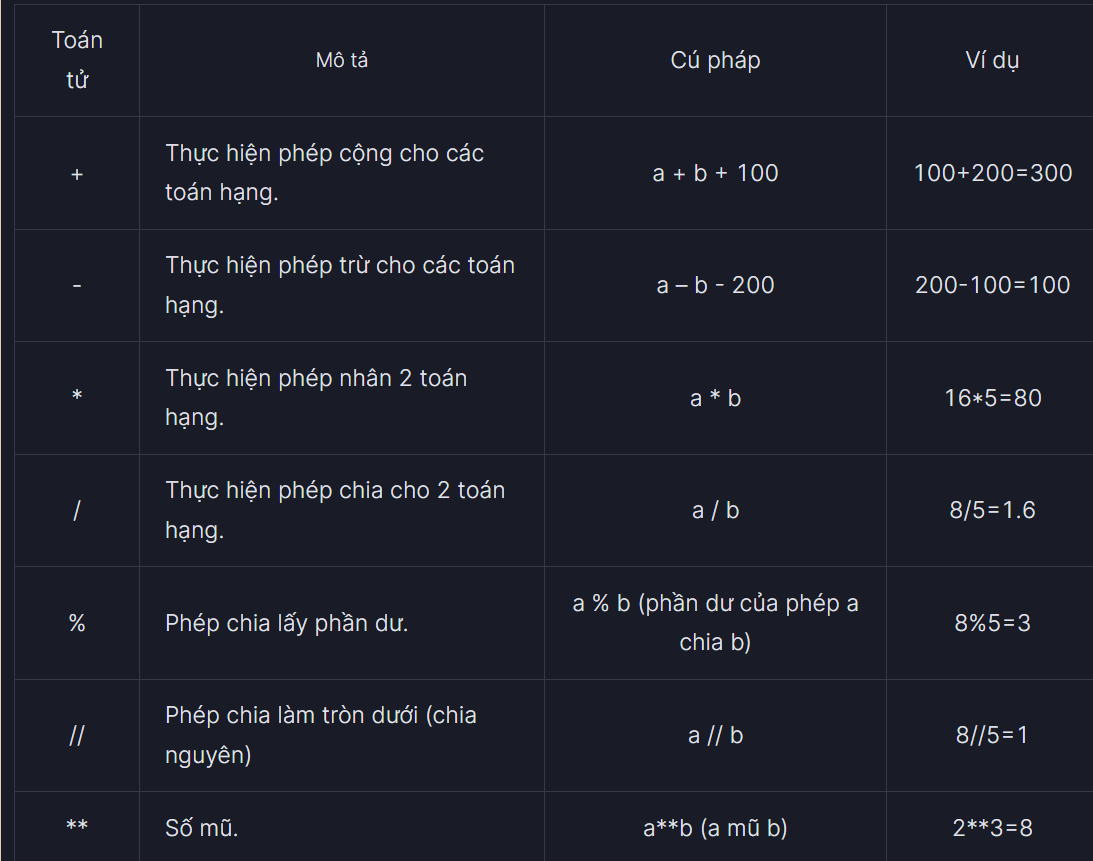 Toán
tử
Mô tả
Cú pháp
Ví dụ
+
Thực hiện phép cộng cho các
toán hạng.
a + b + 100
100+200=300
-
Thực hiện phép trừ cho các toán
hạng.
a – b - 200
200-100=100
*
Thực hiện phép nhân 2 toán
hạng.
a * b
16*5=80
/
Thực hiện phép chia cho 2 toán
hạng.
a / b
8/5=1.6
%
Phép chia lấy phần dư.
a % b (phần dư của phép a
chia b)
8%5=3
//
Phép chia làm tròn dưới (chia
nguyên)
a // b
8//5=1
**
Số mũ.
a**b (a mũ b)
2**3=8